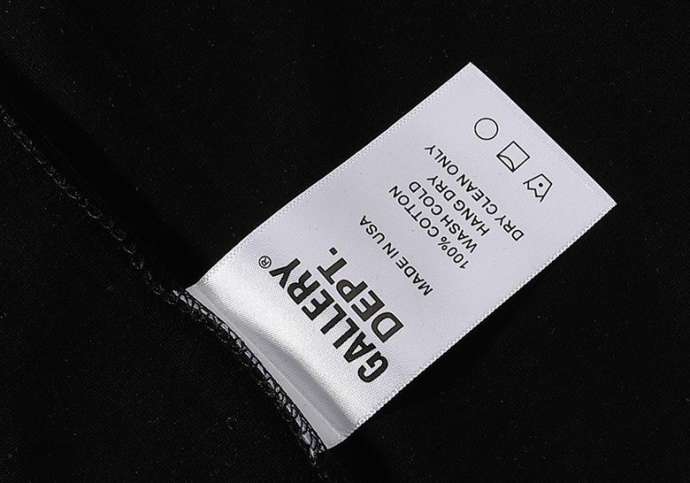 GALLERY
DEPT.®
MADE IN USA
100% COTTON
WASH COLD
HANG DRY
DRY CLEAN ONLY